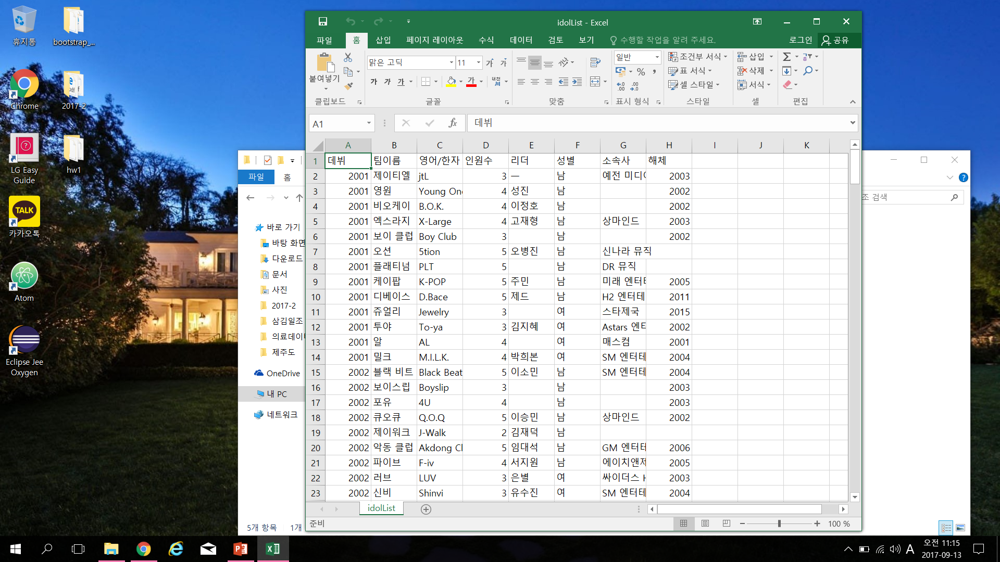 휴지통
bootstrap_...
Chrome
2017-2
LG Easy Guide
hw1
TALK
카카오톡
Atom
Eclipse Jee Oxygen
idolList - Excel
파일 홈 삽입 페이지 레이아웃 수식 데이터 검토 보기 수행할 작업을 알려 주세요. 로그인 공유
붙여넣기 맑은 고딕 11 가 가 가 가 가 가 내천 일반 % , 조건부 서식 표 서식 셀 스타일 삽입 삭제 서식
클립보드 글꼴 맞춤 표시 형식 스타일 셀 편집
A1 fx 데뷔
A B C D E F G H I J K
1 데뷔 팀이름 영어/한자 인원수 리더 성별 소속사 해체
2 2001 제이티엘 jtL 3 — 남 예전 미디어 2003
3 2001 영원 Young One 4 성진 남 2002
4 2001 비오케이 B.O.K. 4 이정호 남 2002
5 2001 엑스라지 X-Large 4 고재형 남 상마인드 2003
6 2001 보이 클럽 Boy Club 3 남 2002
7 2001 오션 5tion 5 오병진 남 신나라 뮤직
8 2001 플래티넘 PLT 5 남 DR 뮤직
9 2001 케이팝 K-POP 5 주민 남 미래 엔터테 2005
10 2001 디베이스 D.Bace 5 제드 남 H2 엔터테 2011
11 2001 쥬얼리 Jewelry 3 여 스타제국 2015
12 2001 투야 To-ya 3 김지혜 여 Astars 엔터 2002
13 2001 알 AL 4 여 매스컴 2001
14 2001 밀크 M.I.L.K. 4 박희본 여 SM 엔터테 2004
15 2002 블랙 비트 Black Beat 5 이소민 남 SM 엔터테 2004
16 2002 보이스립 Boyslip 3 남 2003
17 2002 포유 4U 4 남 2003
18 2002 큐오큐 Q.O.Q 5 이승민 남 상마인드 2002
19 2002 제이워크 J-Walk 2 김재덕 남
20 2002 악동 클럽 Akdong Cl 5 임대석 남 GM 엔터테 2006
21 2002 파이브 F-iv 4 서지원 남 에이치앤제 2005
22 2002 러브 LUV 3 은별 여 싸이더스 H 2003
23 2002 신비 Shinvi 3 유수진 여 SM 엔터테 2004
idolList
준비 100 %
파일 홈
조 검색
바로 가기
바탕 화면
다운로드
문서
사진
2017-2
삼김일조
의료데이터
제주도
OneDrive
내 PC
네트워크
5개 항목 1개
A 오전 11:15
2017-09-13